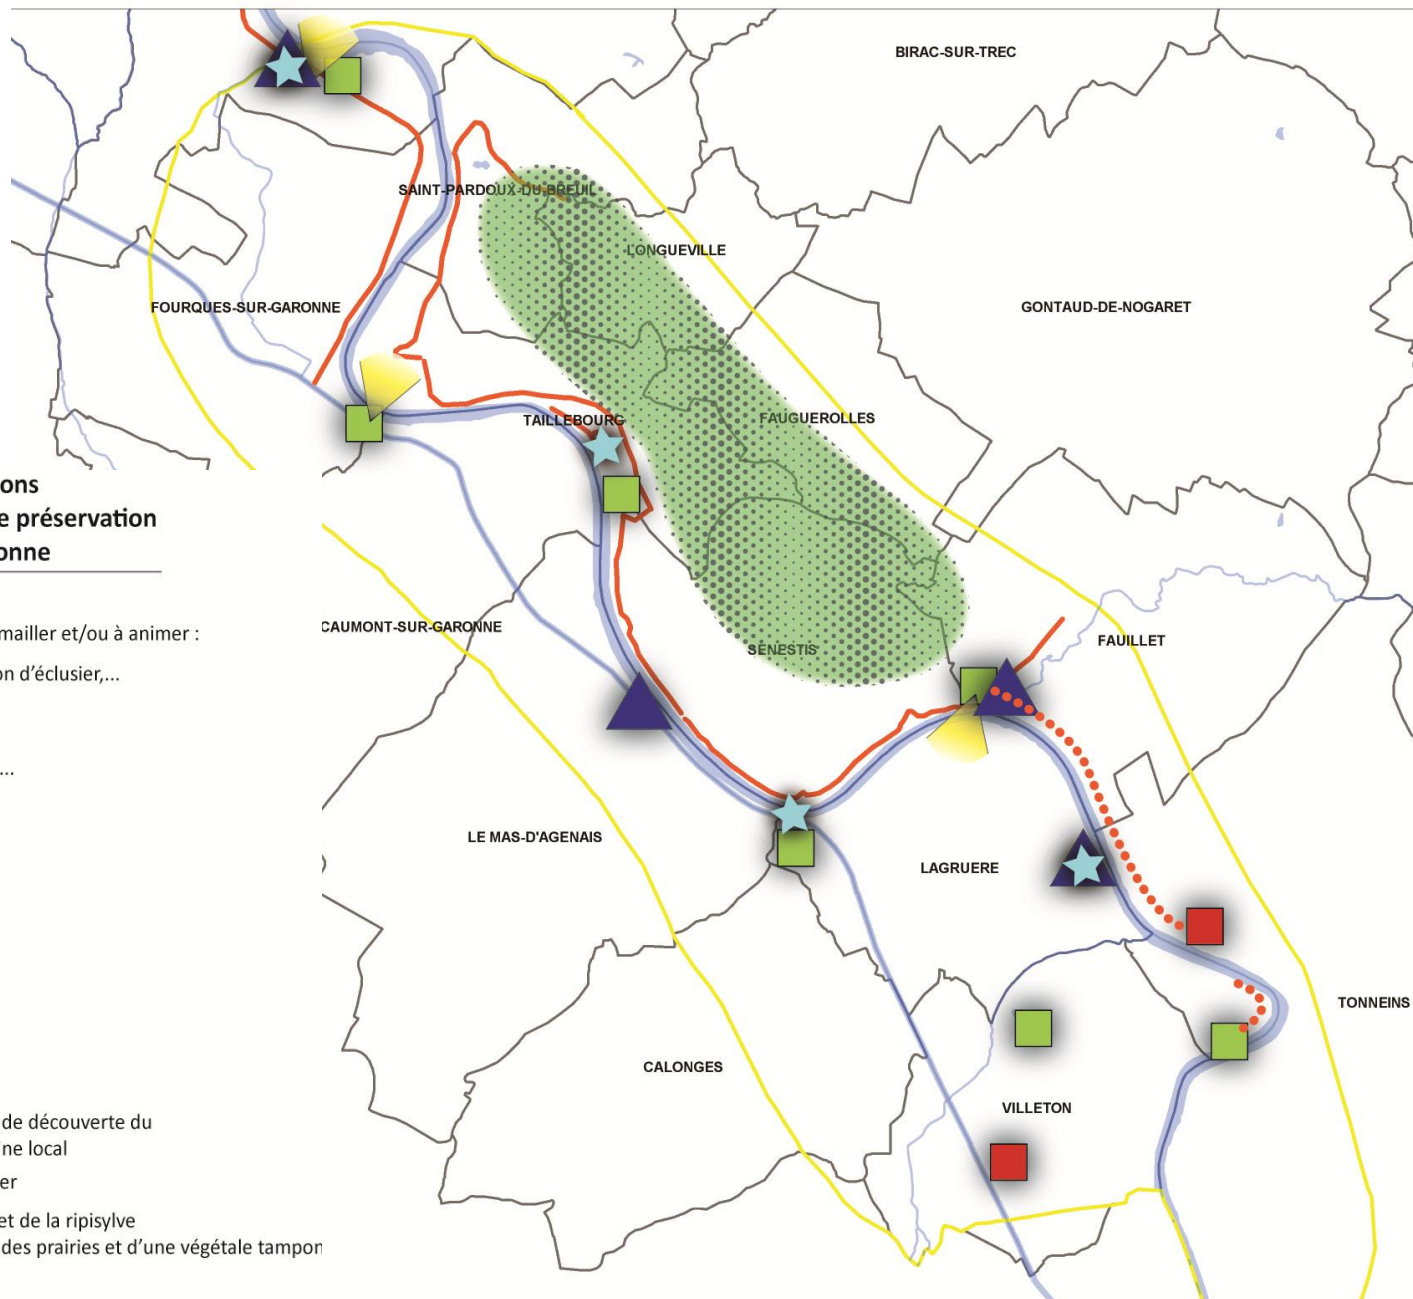 BIRAC-SUR-TREC
SAINT-PARDOUX-DU-BREUIL
LONGUEVILLE
FOURQUES-SUR-GARONNE
GONTAUD-DE-NOGARET
TAILLEBOURG
FAUGUEROLLES
ons
e préservation
onne
mailler et/ou à animer :
on d'éclusier,...
...
CAUMONT-SUR-GARONNE
SENESTIS
FAUILLET
LE MAS-D'AGENAIS
LAGRUERE
TONNEINS
CALONGES
VILLETON
de découverte du
ine local
er
et de la ripisylve
des prairies et d'une végétale tampon